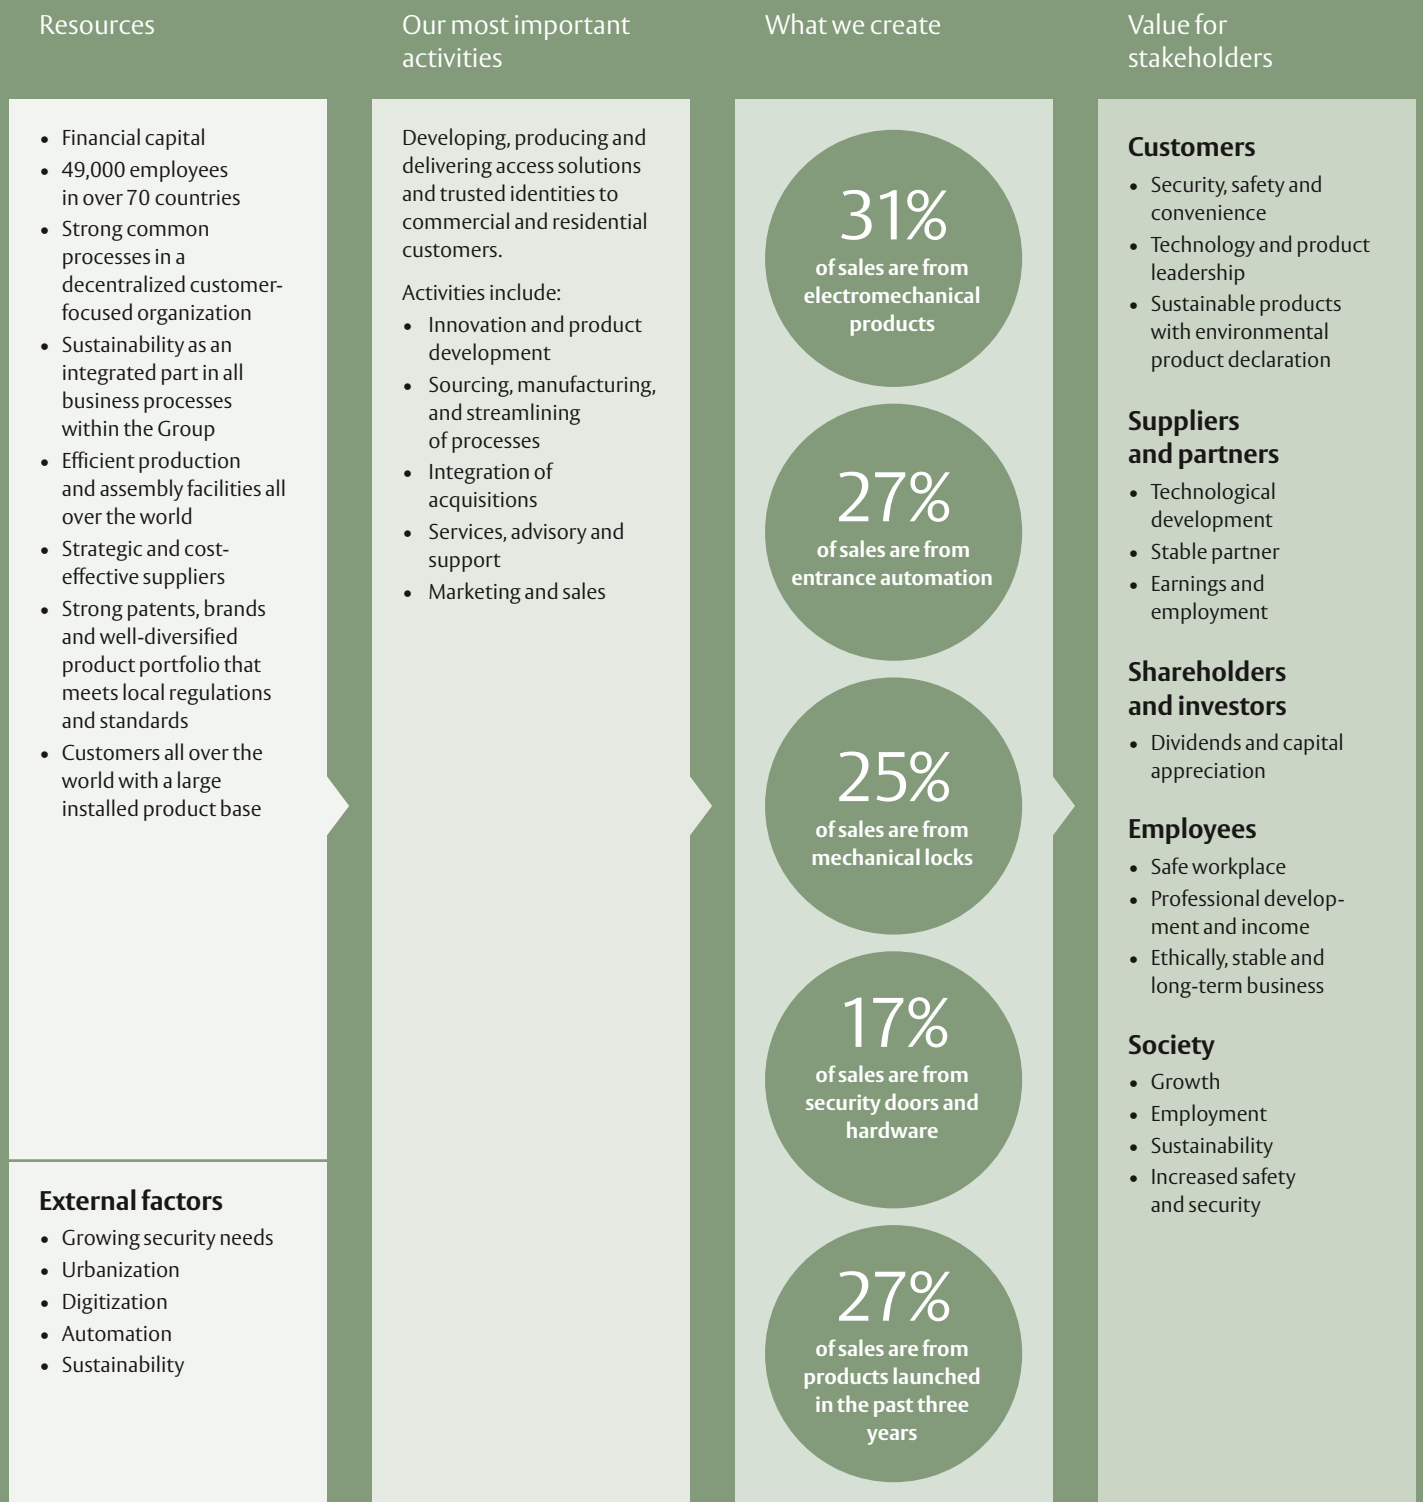 Resources
• Financial capital
• 49,000 employees
in over 70 countries
• Strong common
processes in a
decentralized customer-
focused organization
• Sustainability as an
integrated part in all
business processes
within the Group
• Efficient production
and assembly facilities all
over the world
• Strategic and cost-
effective suppliers
• Strong patents, brands
and well-diversified
product portfolio that
meets local regulations
and standards
• Customers all over the
world with a large
installed product base
External factors
• Growing security needs
• Urbanization
• Digitization
• Automation
• Sustainability
Our most important
activities
Developing, producing and
delivering access solutions
and trusted identities to
commercial and residential
customers.
Activities include:
• Innovation and product
development
• Sourcing, manufacturing,
and streamlining
of processes
• Integration of
acquisitions
• Services, advisory and
support
• Marketing and sales
What we create
31%
of sales are from
electromechanical
products
27%
of sales are from
entrance automation
25%
of sales are from
mechanical locks
17%
of sales are from
security doors and
hardware
27%
of sales are from
products launched
in the past three
years
Value for
stakeholders
Customers
• Security, safety and
convenience
• Technology and product
leadership
• Sustainable products
with environmental
product declaration
Suppliers
and partners
• Technological
development
• Stable partner
• Earnings and
employment
Shareholders
and investors
• Dividends and capital
appreciation
Employees
• Safe workplace
• Professional develop-
ment and income
• Ethically, stable and
long-term business
Society
• Growth
• Employment
• Sustainability
• Increased safety
and security